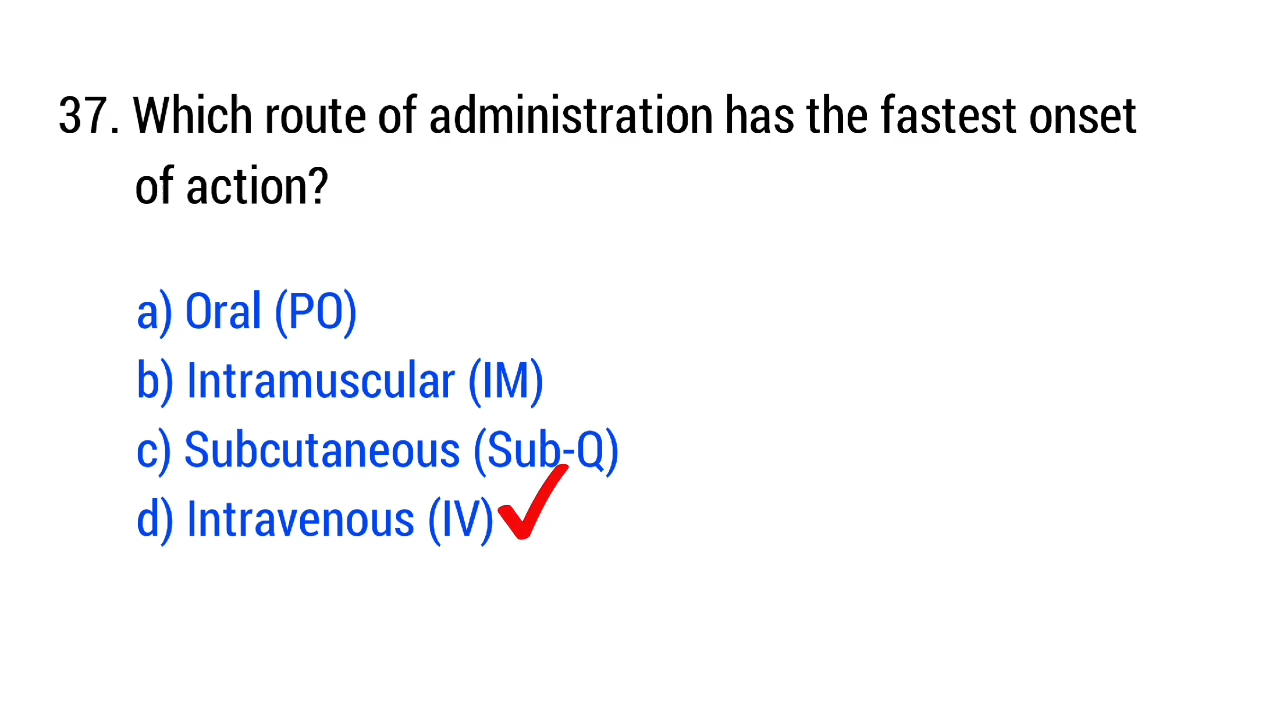 37. Which route of administration has the fastest onset
of action?
a) Oral (PO)
b) Intramuscular (IM)
c) Subcutaneous (Sub-Q)
d) Intravenous (IV)